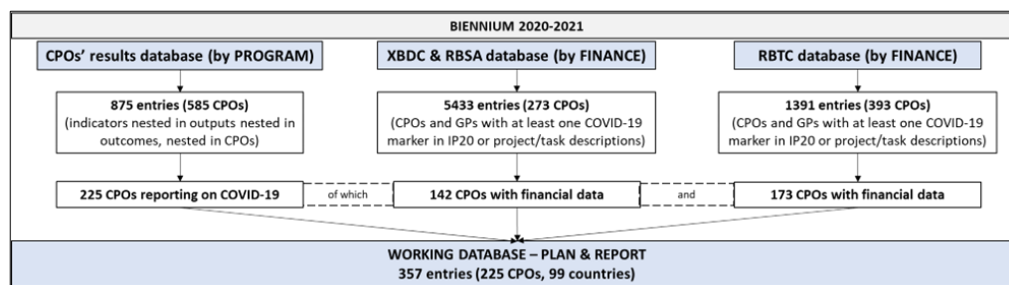 BIENNIUM 2020-2021
CPOs' results database (by PROGRAM)
XBDC & RBSA database (by FINANCE)
RBTC database (by FINANCE)
875 entries (585 CPOs)
(indicators nested in outputs nested in
outcomes, nested in CPOs)
5433 entries (273 CPOs)
(CPOs and GPs with at least one COVID-19
marker in IP20 or project/task descriptions)
1391 entries (393 CPOs)
(CPOs and GPs with at least one COVID-19
marker in IP20 or project/task descriptions)
225 CPOs reporting on COVID-19
of which
142 CPOs with financial data
and
173 CPOs with financial data
WORKING DATABASE – PLAN & REPORT
357 entries (225 CPOs, 99 countries)